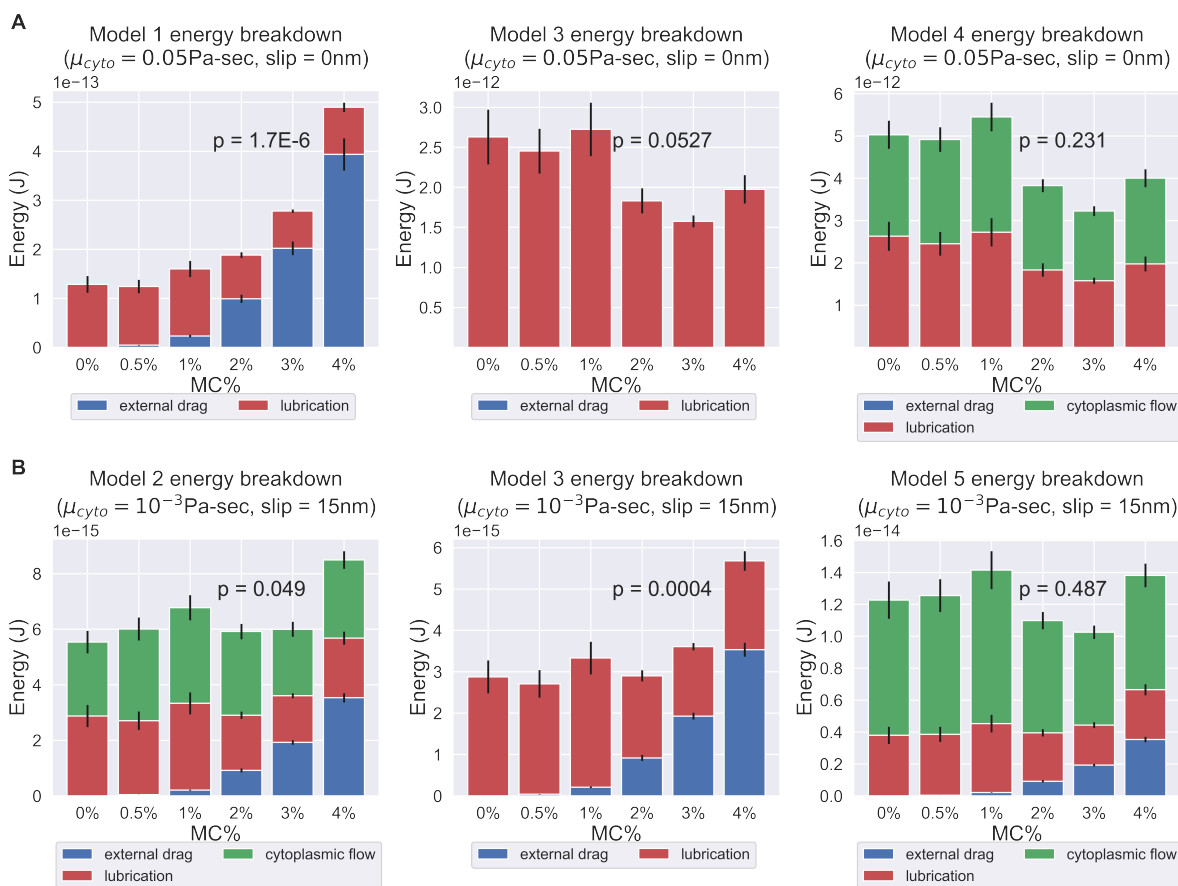 A
Model 1 energy breakdown
(μcyto = 0.05Pa-sec, slip = 0nm)
1e−13
Energy (J)
5
4
3
2
1
0
p = 1.7E-6
0% 0.5% 1% 2% 3% 4%
MC%
external drag lubrication
Model 3 energy breakdown
(μcyto = 0.05Pa-sec, slip = 0nm)
1e−12
Energy (J)
3.0
2.5
2.0
1.5
1.0
0.5
p = 0.0527
0% 0.5% 1% 2% 3% 4%
MC%
external drag lubrication
Model 4 energy breakdown
(μcyto = 0.05Pa-sec, slip = 0nm)
1e−12
Energy (J)
6
5
4
3
2
1
p = 0.231
0% 0.5% 1% 2% 3% 4%
MC%
external drag cytoplasmic flow
lubrication
B
Model 2 energy breakdown
(μcyto = 10−3Pa-sec, slip = 15nm)
1e−15
Energy (J)
8
6
4
2
0
p = 0.049
0% 0.5% 1% 2% 3% 4%
MC%
external drag cytoplasmic flow
lubrication
Model 3 energy breakdown
(μcyto = 10−3Pa-sec, slip = 15nm)
1e−15
Energy (J)
6
5
4
3
2
1
0
p = 0.0004
0% 0.5% 1% 2% 3% 4%
MC%
external drag lubrication
Model 5 energy breakdown
(μcyto = 10−3Pa-sec, slip = 15nm)
1e−14
Energy (J)
1.6
1.4
1.2
1.0
0.8
0.6
0.4
0.2
0.0
p = 0.487
0% 0.5% 1% 2% 3% 4%
MC%
external drag cytoplasmic flow
lubrication